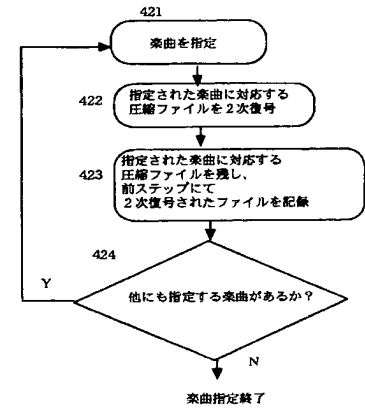 421
楽曲を指定
422
指定された楽曲に対応する
圧縮ファイルを2次復号
423
指定された楽曲に対応する
圧縮ファイルを残し、
前ステップにて
2次復号されたファイルを記録
424
他にも指定する楽曲があるか?
Y
N
楽曲指定終了